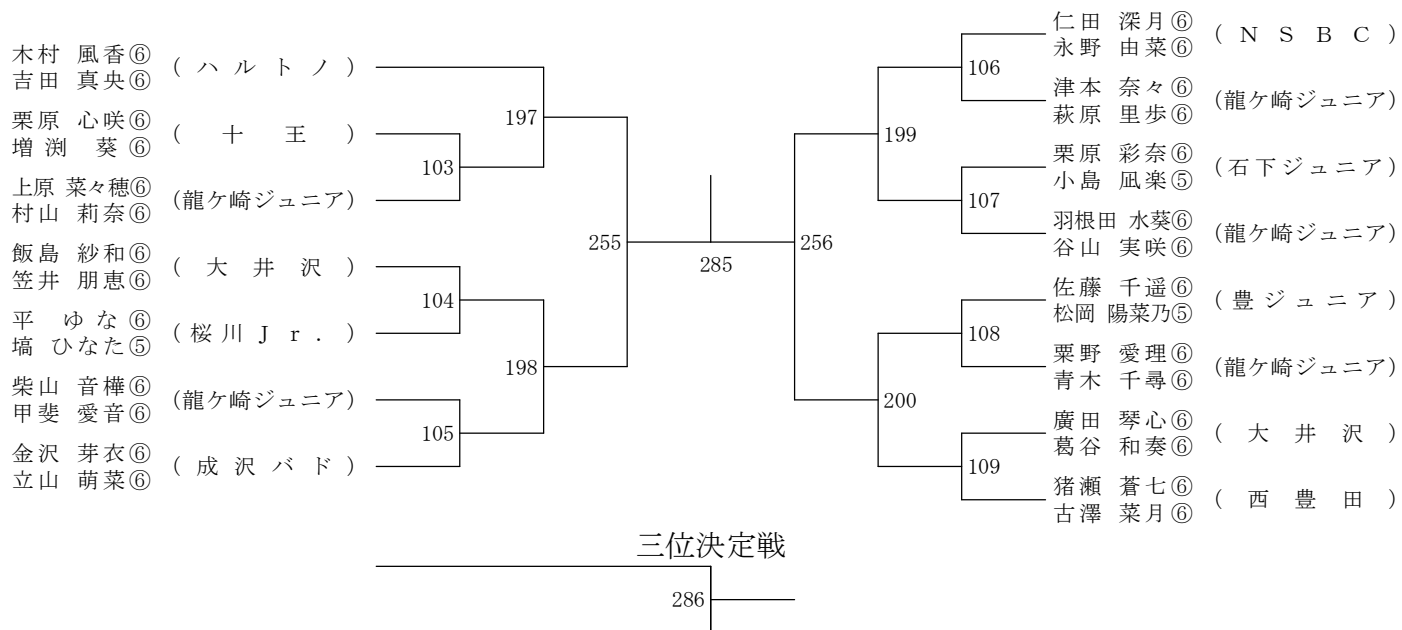 木村 風香⑥
吉田 真央⑥
(ハルトノ)
栗原 心咲⑥
増渕 葵⑥
(十王)
上原 菜々穂⑥
村山 莉奈⑥
(龍ケ崎ジュニア)
飯島 紗和⑥
笠井 朋恵⑥
(大井沢)
平 ゆな⑥
塙 ひなた⑤
(桜川Jr.)
柴山 音樺⑥
甲斐 愛音⑥
(龍ケ崎ジュニア)
金沢 芽衣⑥
立山 萌菜⑥
(成沢バド)
103
104
105
197
198
255
285
256
199
200
106
107
108
109
仁田 深月⑥
永野 由菜⑥
(NSBC)
津本 奈々⑥
萩原 里歩⑥
(龍ケ崎ジュニア)
栗原 彩奈⑥
小島 凪楽⑤
(石下ジュニア)
羽根田 水葵⑥
谷山 実咲⑥
(龍ケ崎ジュニア)
佐藤 千遥⑥
松岡 陽菜乃⑤
(豊ジュニア)
粟野 愛理⑥
青木 千尋⑥
(龍ケ崎ジュニア)
廣田 琴心⑥
葛谷 和奏⑥
(大井沢)
猪瀬 蒼七⑥
古澤 菜月⑥
(西豊田)
三位決定戦
286